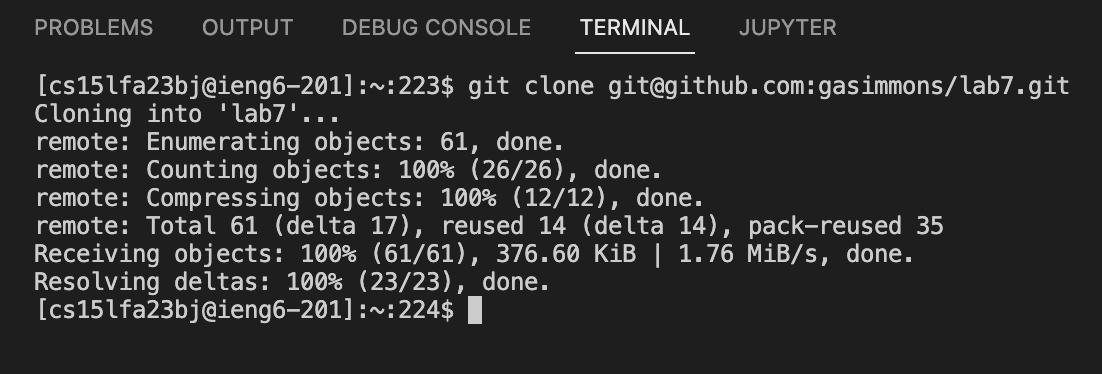 PROBLEMS OUTPUT DEBUG CONSOLE TERMINAL JUPYTER
[cs15lfa23bj@ieng6-201]:~:223$ git clone git@github.com:gasimmons/lab7.git
Cloning into 'lab7'...
remote: Enumerating objects: 61, done.
remote: Counting objects: 100% (26/26), done.
remote: Compressing objects: 100% (12/12), done.
remote: Total 61 (delta 17), reused 14 (delta 14), pack-reused 35
Receiving objects: 100% (61/61), 376.60 KiB | 1.76 MiB/s, done.
Resolving deltas: 100% (23/23), done.
[cs15lfa23bj@ieng6-201]:~:224$